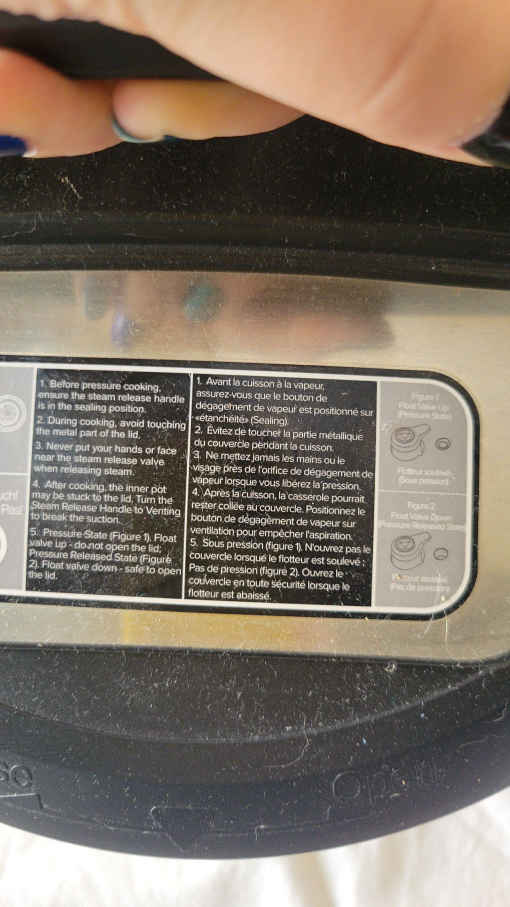 1. Before pressure cooking,
ensure the steam release handle
is in the sealing position.
2. During cooking, avoid touching
the metal part of the lid.
3. Never put your hands or face
near the steam release valve
when releasing steam.
4. After cooking, the inner pot
may be stuck to the lid. Turn the
Steam Release Handle to Venting
to break the suction.
5. Pressure State (Figure 1). Float
valve up - do not open the lid;
Pressure Released State (Figure
2). Float valve down - safe to open
the lid.
1. Avant la cuisson à la vapeur,
assurez-vous que le bouton de
dégagement de vapeur est positionné sur
«étanchéité» (Sealing).
2. Évitez de toucher la partie métallique
du couvercle pendant la cuisson.
3. Ne mettez jamais les mains ou le
visage près de l'orifice de dégagement de
vapeur lorsque vous libérez la pression.
4. Après la cuisson, la casserole pourrait
rester collée au couvercle. Positionnez le
bouton de dégagement de vapeur sur
ventilation pour empêcher l'aspiration.
5. Sous pression (figure 1). N'ouvrez pas le
couvercle lorsque le flotteur est soulevé ;
Pas de pression (figure 2). Ouvrez le
couvercle en toute sécurité lorsque le
flotteur est abaissé.
Figure 1
Float Valve Up
(Pressure State)
Flotteur soulevé
(Sous pression)
Figure 2
Float Valve Down
(Pressure Released State)
Flotteur abaissé
(Pas de pression)
uch!
Pas!
so
Open